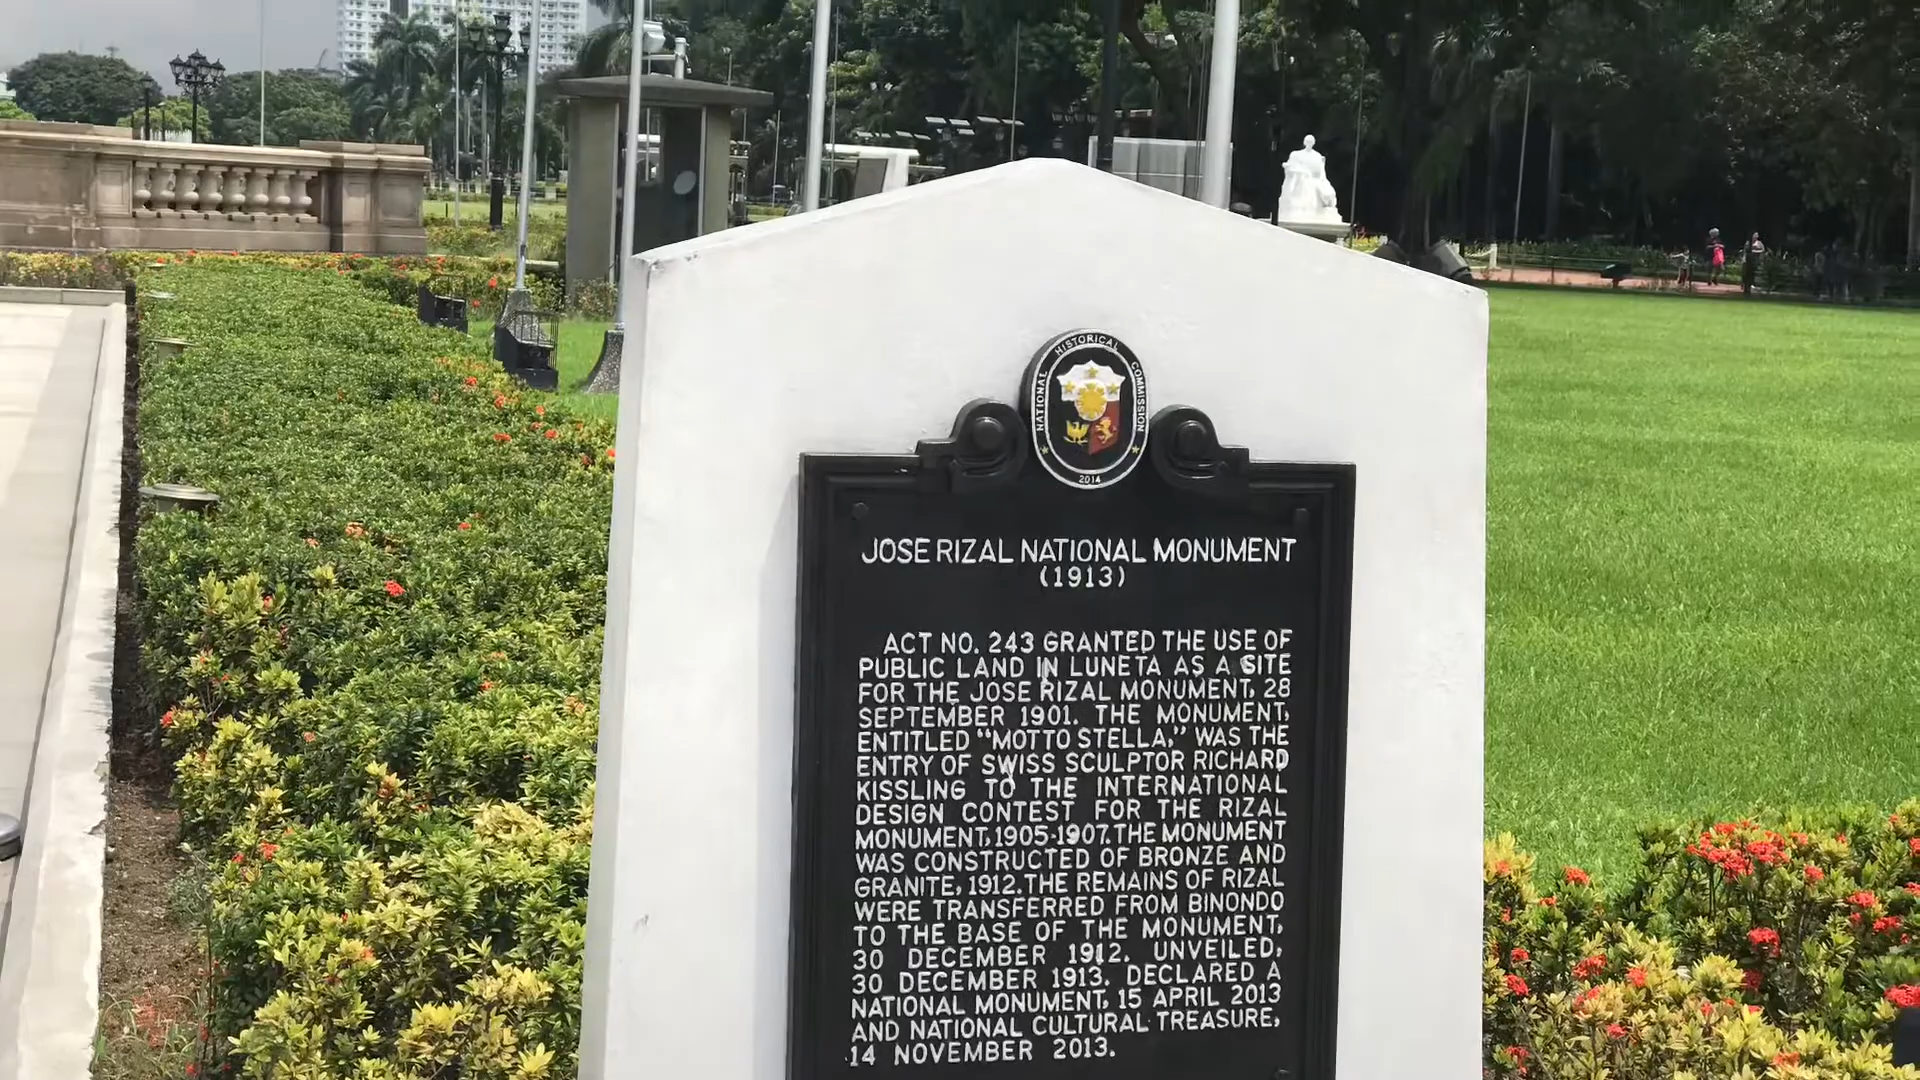 NATIONAL HISTORICAL COMMISSION
2014
JOSE RIZAL NATIONAL MONUMENT
(1913)
ACT NO. 243 GRANTED THE USE OF
PUBLIC LAND IN LUNETA AS A SITE
FOR THE JOSE RIZAL MONUMENT, 28
SEPTEMBER 1901. THE MONUMENT,
ENTITLED “MOTTO STELLA,” WAS THE
ENTRY OF SWISS SCULPTOR RICHARD
KISSLING TO THE INTERNATIONAL
DESIGN CONTEST FOR THE RIZAL
MONUMENT, 1905-1907. THE MONUMENT
WAS CONSTRUCTED OF BRONZE AND
GRANITE, 1912. THE REMAINS OF RIZAL
WERE TRANSFERRED FROM BINONDO
TO THE BASE OF THE MONUMENT,
30 DECEMBER 1912. UNVEILED,
30 DECEMBER 1913. DECLARED A
NATIONAL MONUMENT, 15 APRIL 2013
AND NATIONAL CULTURAL TREASURE,
14 NOVEMBER 2013.